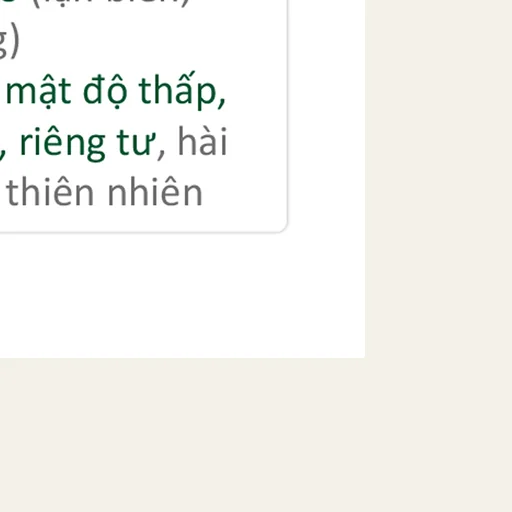 mật độ thấp,
, riêng tư, hài
thiên nhiên